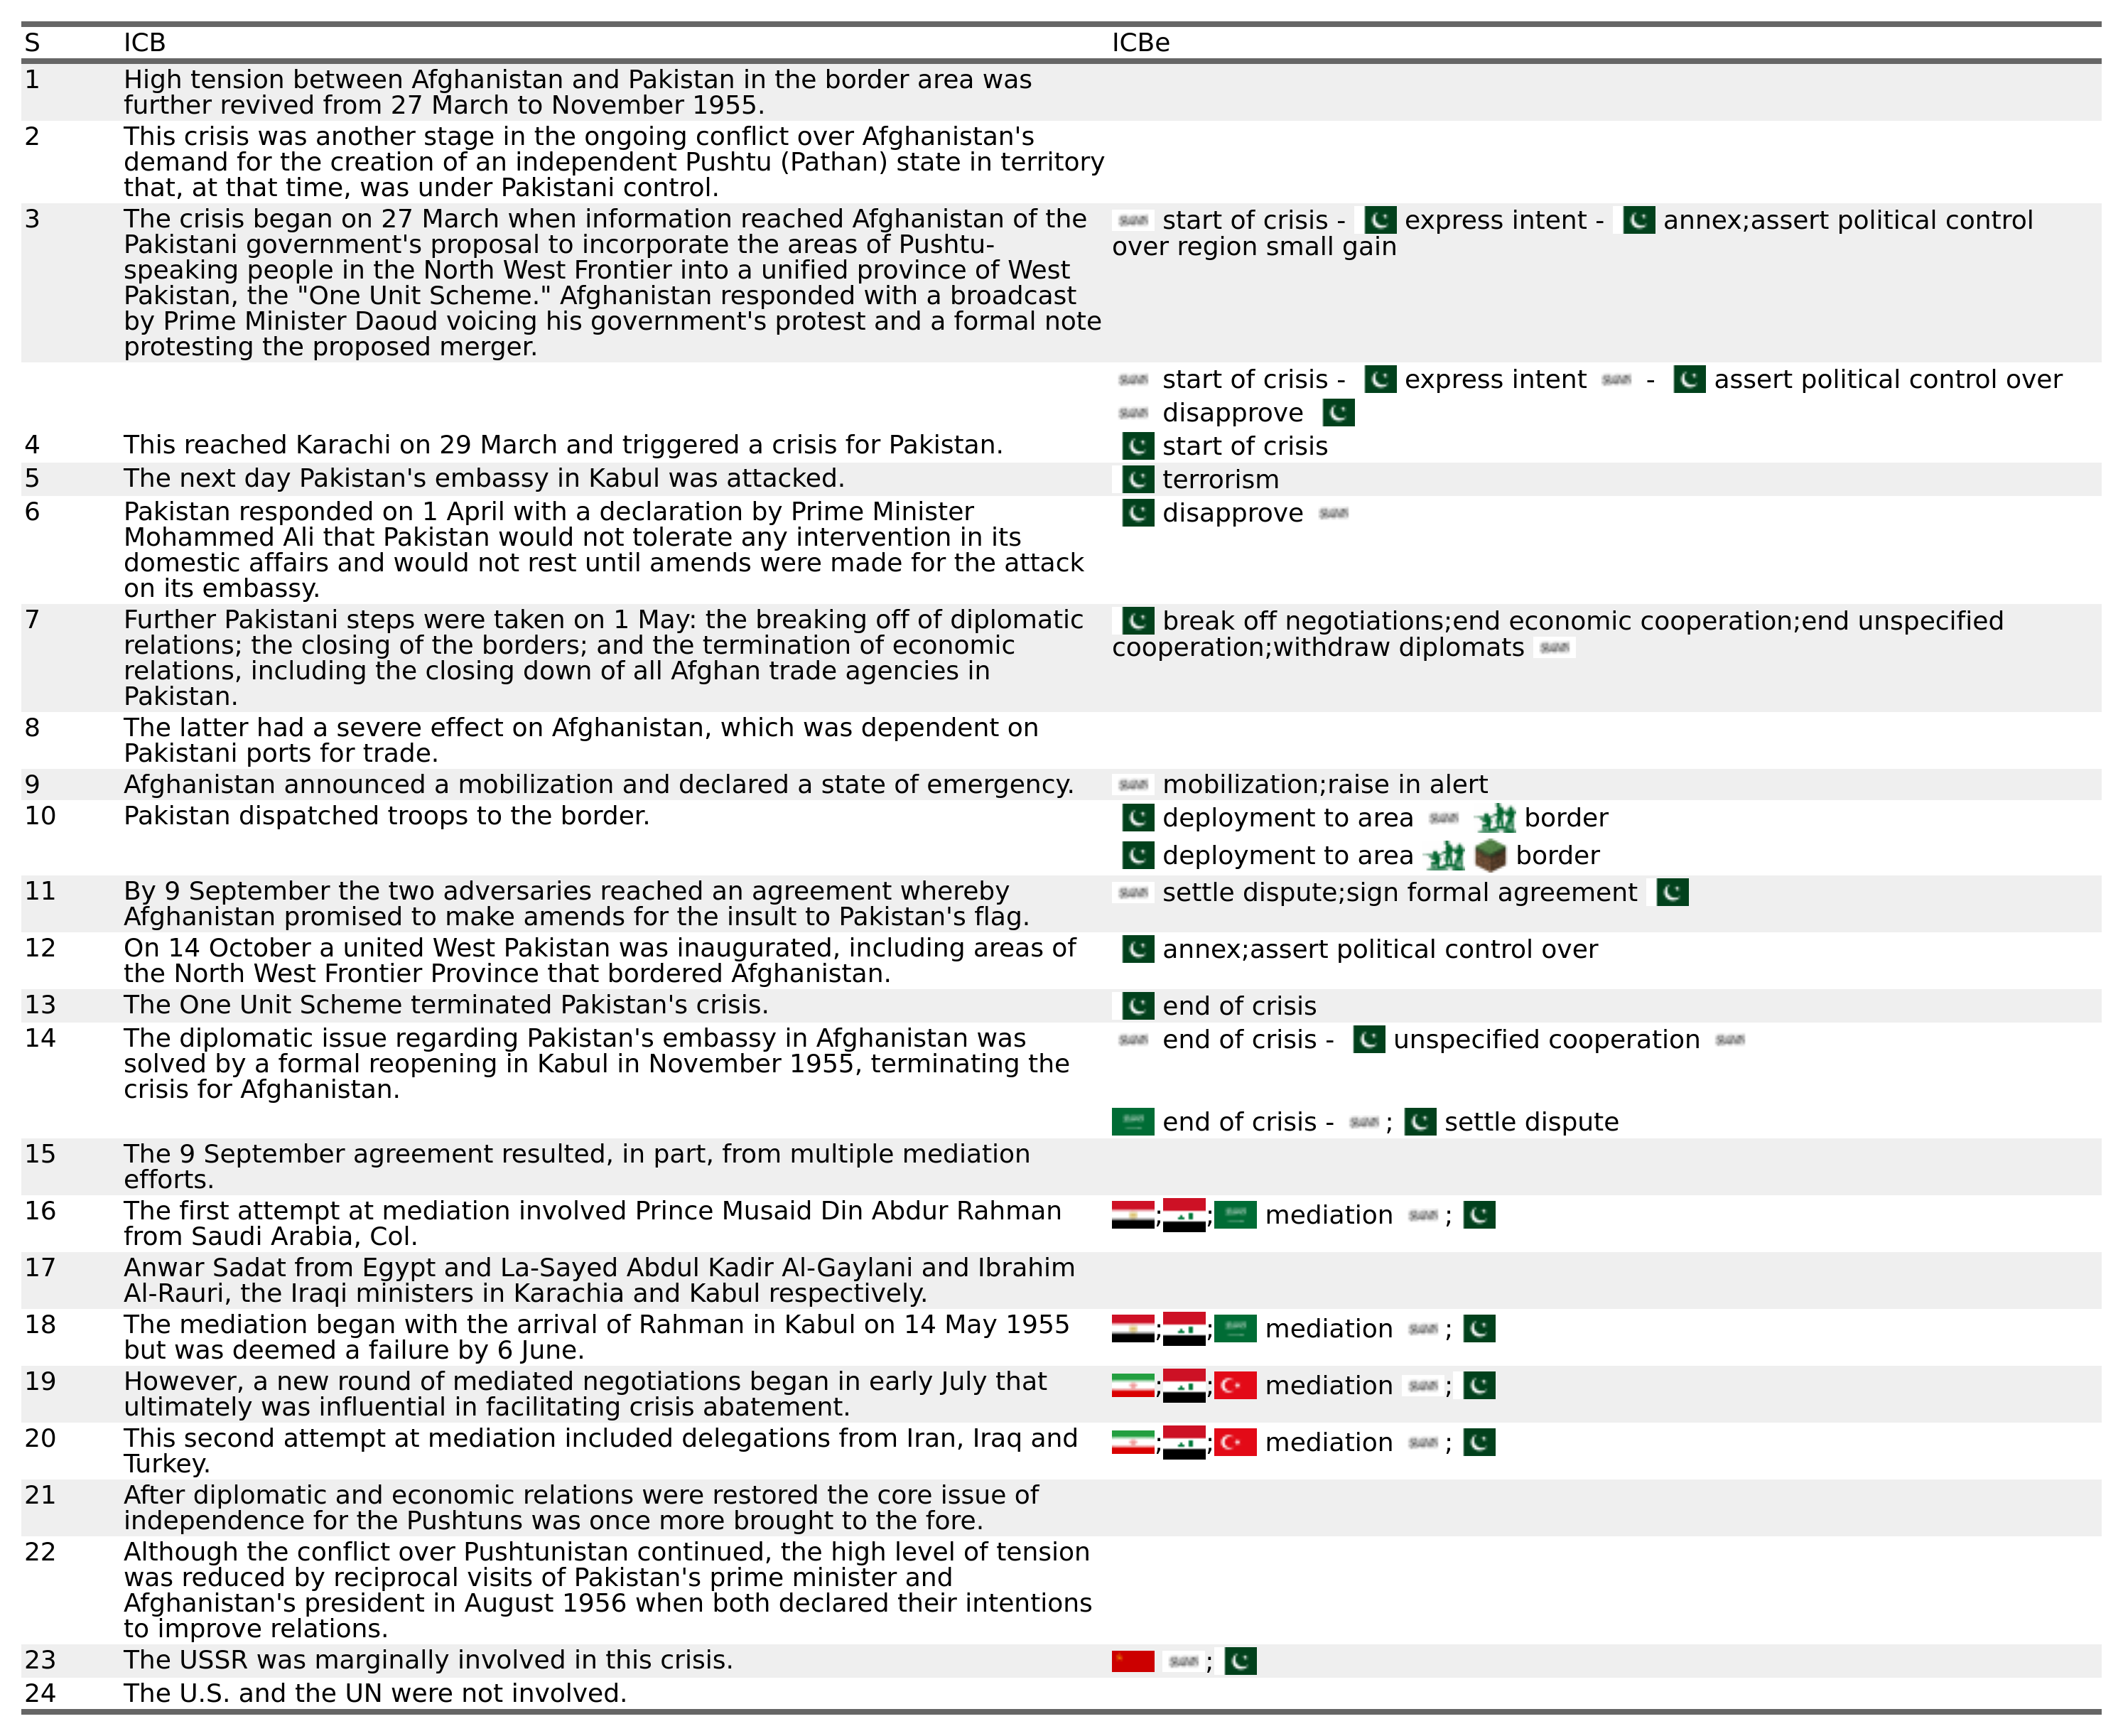 S ICB ICBe
1 High tension between Afghanistan and Pakistan in the border area was
further revived from 27 March to November 1955.
2 This crisis was another stage in the ongoing conflict over Afghanistan's
demand for the creation of an independent Pushtu (Pathan) state in territory
that, at that time, was under Pakistani control.
3 The crisis began on 27 March when information reached Afghanistan of the
Pakistani government's proposal to incorporate the areas of Pushtu-
speaking people in the North West Frontier into a unified province of West
Pakistan, the "One Unit Scheme." Afghanistan responded with a broadcast
by Prime Minister Daoud voicing his government's protest and a formal note
protesting the proposed merger.
start of crisis - express intent - annex;assert political control
over region small gain
start of crisis - express intent - assert political control over
disapprove
4 This reached Karachi on 29 March and triggered a crisis for Pakistan. start of crisis
5 The next day Pakistan's embassy in Kabul was attacked. terrorism
6 Pakistan responded on 1 April with a declaration by Prime Minister
Mohammed Ali that Pakistan would not tolerate any intervention in its
domestic affairs and would not rest until amends were made for the attack
on its embassy.
disapprove
7 Further Pakistani steps were taken on 1 May: the breaking off of diplomatic
relations; the closing of the borders; and the termination of economic
relations, including the closing down of all Afghan trade agencies in
Pakistan.
break off negotiations;end economic cooperation;end unspecified
cooperation;withdraw diplomats
8 The latter had a severe effect on Afghanistan, which was dependent on
Pakistani ports for trade.
9 Afghanistan announced a mobilization and declared a state of emergency. mobilization;raise in alert
10 Pakistan dispatched troops to the border. deployment to area border
deployment to area border
11 By 9 September the two adversaries reached an agreement whereby
Afghanistan promised to make amends for the insult to Pakistan's flag.
settle dispute;sign formal agreement
12 On 14 October a united West Pakistan was inaugurated, including areas of
the North West Frontier Province that bordered Afghanistan.
annex;assert political control over
13 The One Unit Scheme terminated Pakistan's crisis. end of crisis
14 The diplomatic issue regarding Pakistan's embassy in Afghanistan was
solved by a formal reopening in Kabul in November 1955, terminating the
crisis for Afghanistan.
end of crisis - unspecified cooperation
end of crisis - ; settle dispute
15 The 9 September agreement resulted, in part, from multiple mediation
efforts.
16 The first attempt at mediation involved Prince Musaid Din Abdur Rahman
from Saudi Arabia, Col.
; ; mediation ;
17 Anwar Sadat from Egypt and La-Sayed Abdul Kadir Al-Gaylani and Ibrahim
Al-Rauri, the Iraqi ministers in Karachia and Kabul respectively.
18 The mediation began with the arrival of Rahman in Kabul on 14 May 1955
but was deemed a failure by 6 June.
; ; mediation ;
19 However, a new round of mediated negotiations began in early July that
ultimately was influential in facilitating crisis abatement.
; ; mediation ;
20 This second attempt at mediation included delegations from Iran, Iraq and
Turkey.
; ; mediation ;
21 After diplomatic and economic relations were restored the core issue of
independence for the Pushtuns was once more brought to the fore.
22 Although the conflict over Pushtunistan continued, the high level of tension
was reduced by reciprocal visits of Pakistan's prime minister and
Afghanistan's president in August 1956 when both declared their intentions
to improve relations.
23 The USSR was marginally involved in this crisis. ;
24 The U.S. and the UN were not involved.